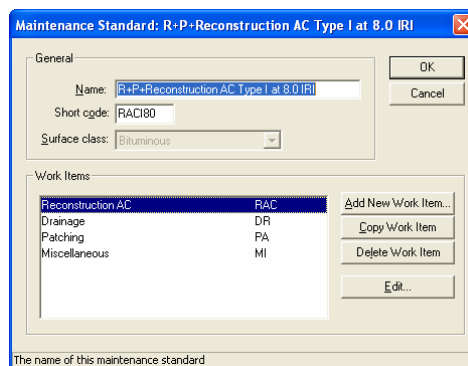 Maintenance Standard: R+P+Reconstruction AC Type I at 8.0 IRI
General
OK
Name: R+P+Reconstruction AC Type I at 8.0 IRI
Cancel
Short code: RACI80
Surface class: Bituminous
Work Items
Reconstruction AC RAC
Add New Work Item...
Drainage DR
Copy Work Item
Patching PA
Delete Work Item
Miscellaneous MI
Edit...
The name of this maintenance standard